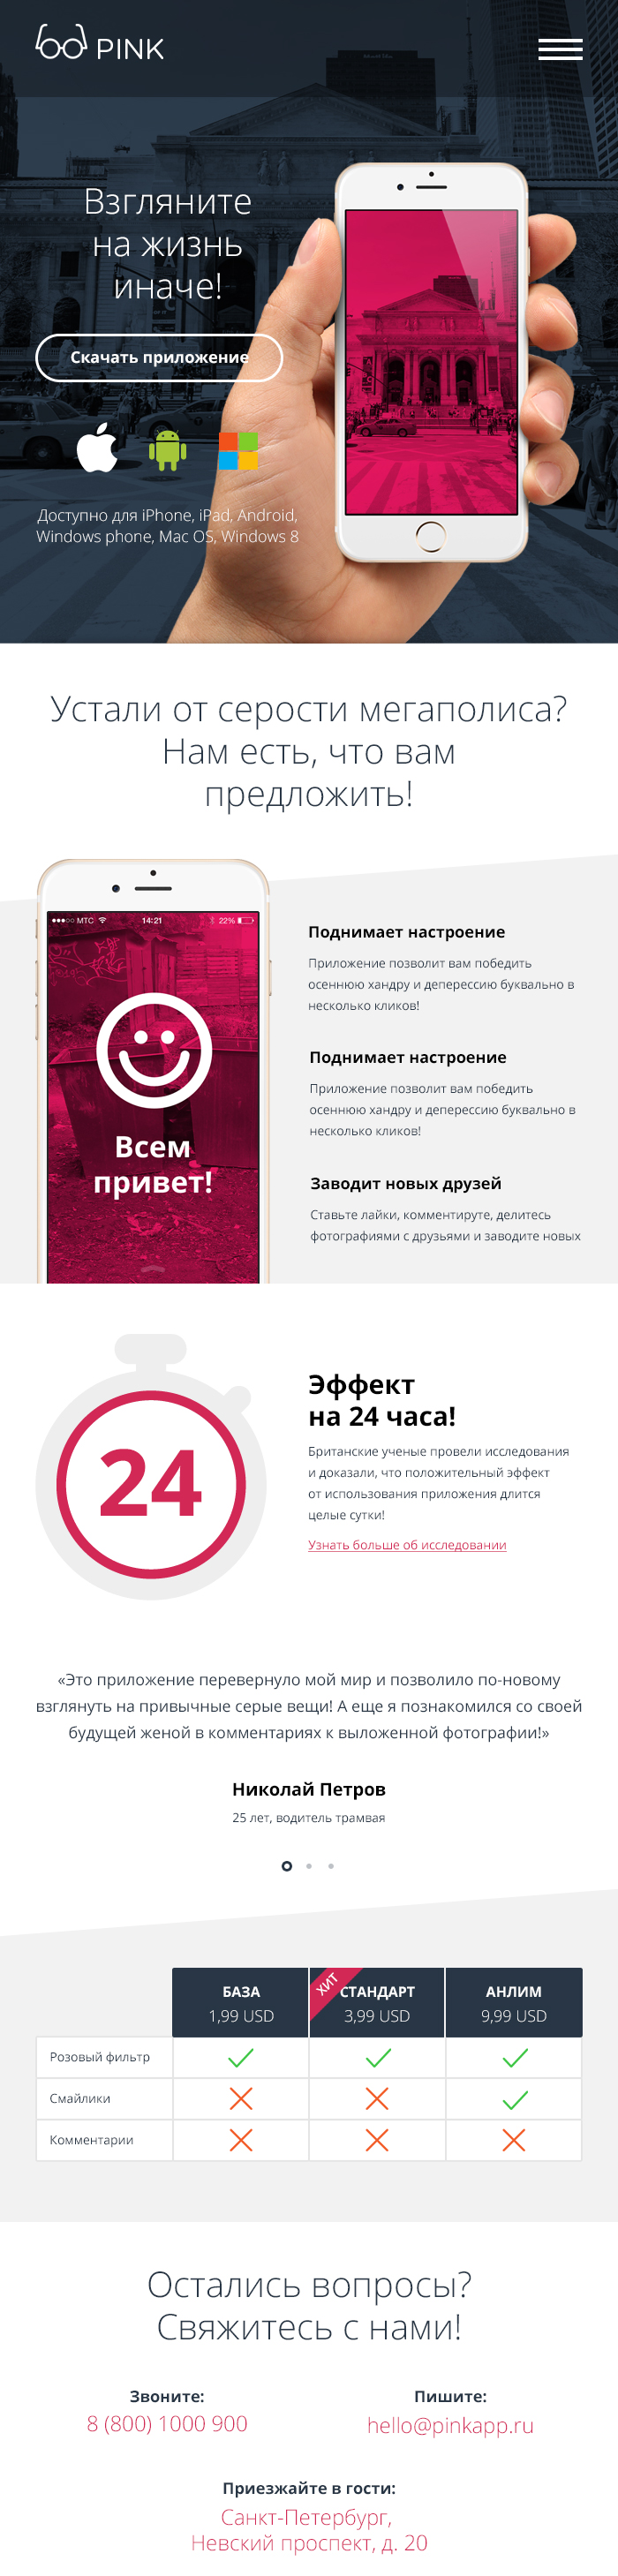 PINK
Взгляните
на жизнь
иначе!
Скачать приложение
Доступно для iPhone, iPad, Android,
Windows phone, Mac OS, Windows 8
Устали от серости мегаполиса?
Нам есть, что вам
предложить!
МТС 14:21 22%
Всем
привет!
Поднимает настроение
Приложение позволит вам победить
осеннюю хандру и деперессию буквально в
несколько кликов!
Поднимает настроение
Приложение позволит вам победить
осеннюю хандру и деперессию буквально в
несколько кликов!
Заводит новых друзей
Ставьте лайки, комментируте, делитесь
фотографиями с друзьями и заводите новых
24
Эффект
на 24 часа!
Британские ученые провели исследования
и доказали, что положительный эффект
от использования приложения длится
целые сутки!
Узнать больше об исследовании
«Это приложение перевернуло мой мир и позволило по-новому
взглянуть на привычные серые вещи! А еще я познакомился со своей
будущей женой в комментариях к выложенной фотографии!»
Николай Петров
25 лет, водитель трамвая
БАЗА ХИТ СТАНДАРТ АНЛИМ
1,99 USD 3,99 USD 9,99 USD
Розовый фильтр
Смайлики
Комментарии
Остались вопросы?
Свяжитесь с нами!
Звоните: Пишите:
8 (800) 1000 900 hello@pinkapp.ru
Приезжайте в гости:
Санкт-Петербург,
Невский проспект, д. 20